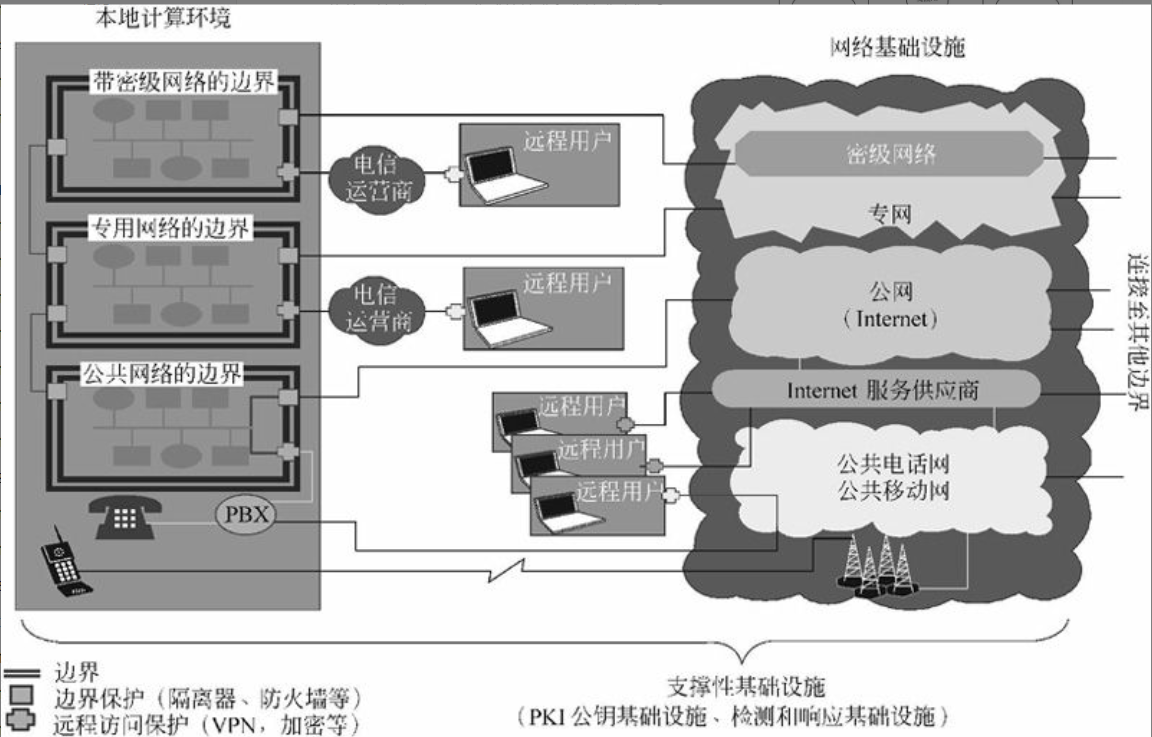 本地计算环境
网络基础设施
带密级网络的边界
电信
运营商
远程用户
密级网络
专网
专用网络的边界
电信
运营商
远程用户
公网
（Internet）
连接至其他边界
公共网络的边界
Internet 服务供应商
远程用户
远程用户
远程用户
公共电话网
公共移动网
PBX
边界
边界保护（隔离器、防火墙等）
远程访问保护（VPN，加密等）
支撑性基础设施
（PKI 公钥基础设施、检测和响应基础设施）